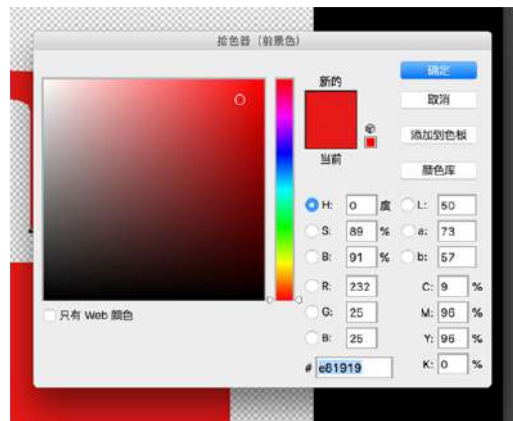 拾色器（前景色）
新的
当前
确定
取消
添加到色板
颜色库
H: 0 度
S: 89 %
B: 91 %
R: 232
G: 25
B: 25
# e81919
L: 50
a: 73
b: 57
C: 9 %
M: 96 %
Y: 96 %
K: 0 %
只有 Web 颜色